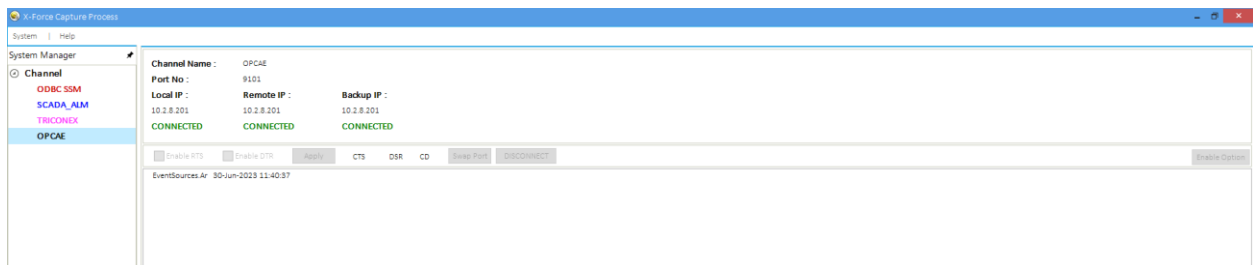 X-Force Capture Process
System | Help
System Manager
Channel
ODBC SSM
SCADA_ALM
TRICONEX
OPCAE
Channel Name : OPCAE
Port No : 9101
Local IP : Remote IP : Backup IP :
10.2.8.201 10.2.8.201 10.2.8.201
CONNECTED CONNECTED CONNECTED
Enable RTS Enable DTR Apply CTS DSR CD Swap Port DISCONNECT Enable Option
EventSources.Ar 30-Jun-2023 11:40:37